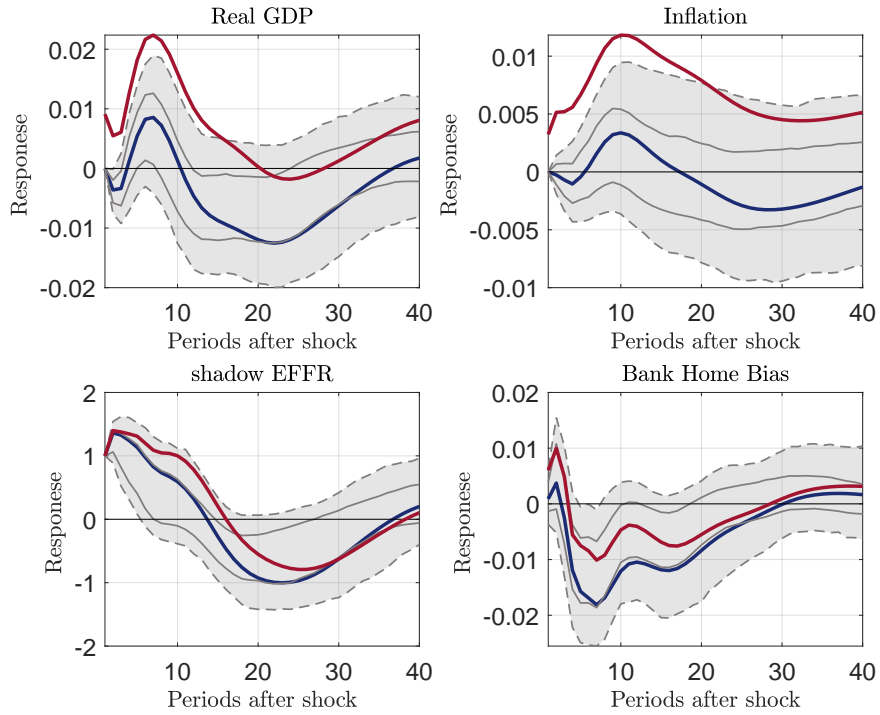 Real GDP
0.02
0.01
0
-0.01
-0.02
Responese
10 20 30 40
Periods after shock
Inflation
0.01
0.005
0
-0.005
-0.01
Responese
10 20 30 40
Periods after shock
shadow EFFR
2
1
0
-1
-2
Responese
10 20 30 40
Periods after shock
Bank Home Bias
0.02
0.01
0
-0.01
-0.02
Responese
10 20 30 40
Periods after shock